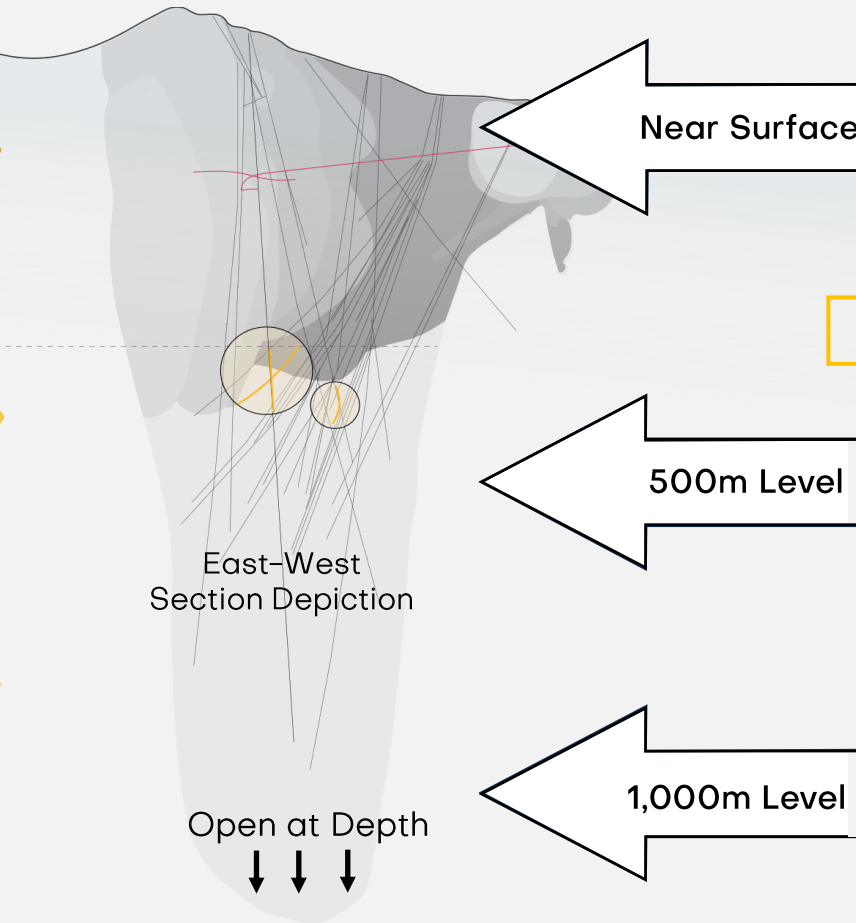 Near Surface
500m Level
East-West
Section Depiction
1,000m Level
Open at Depth